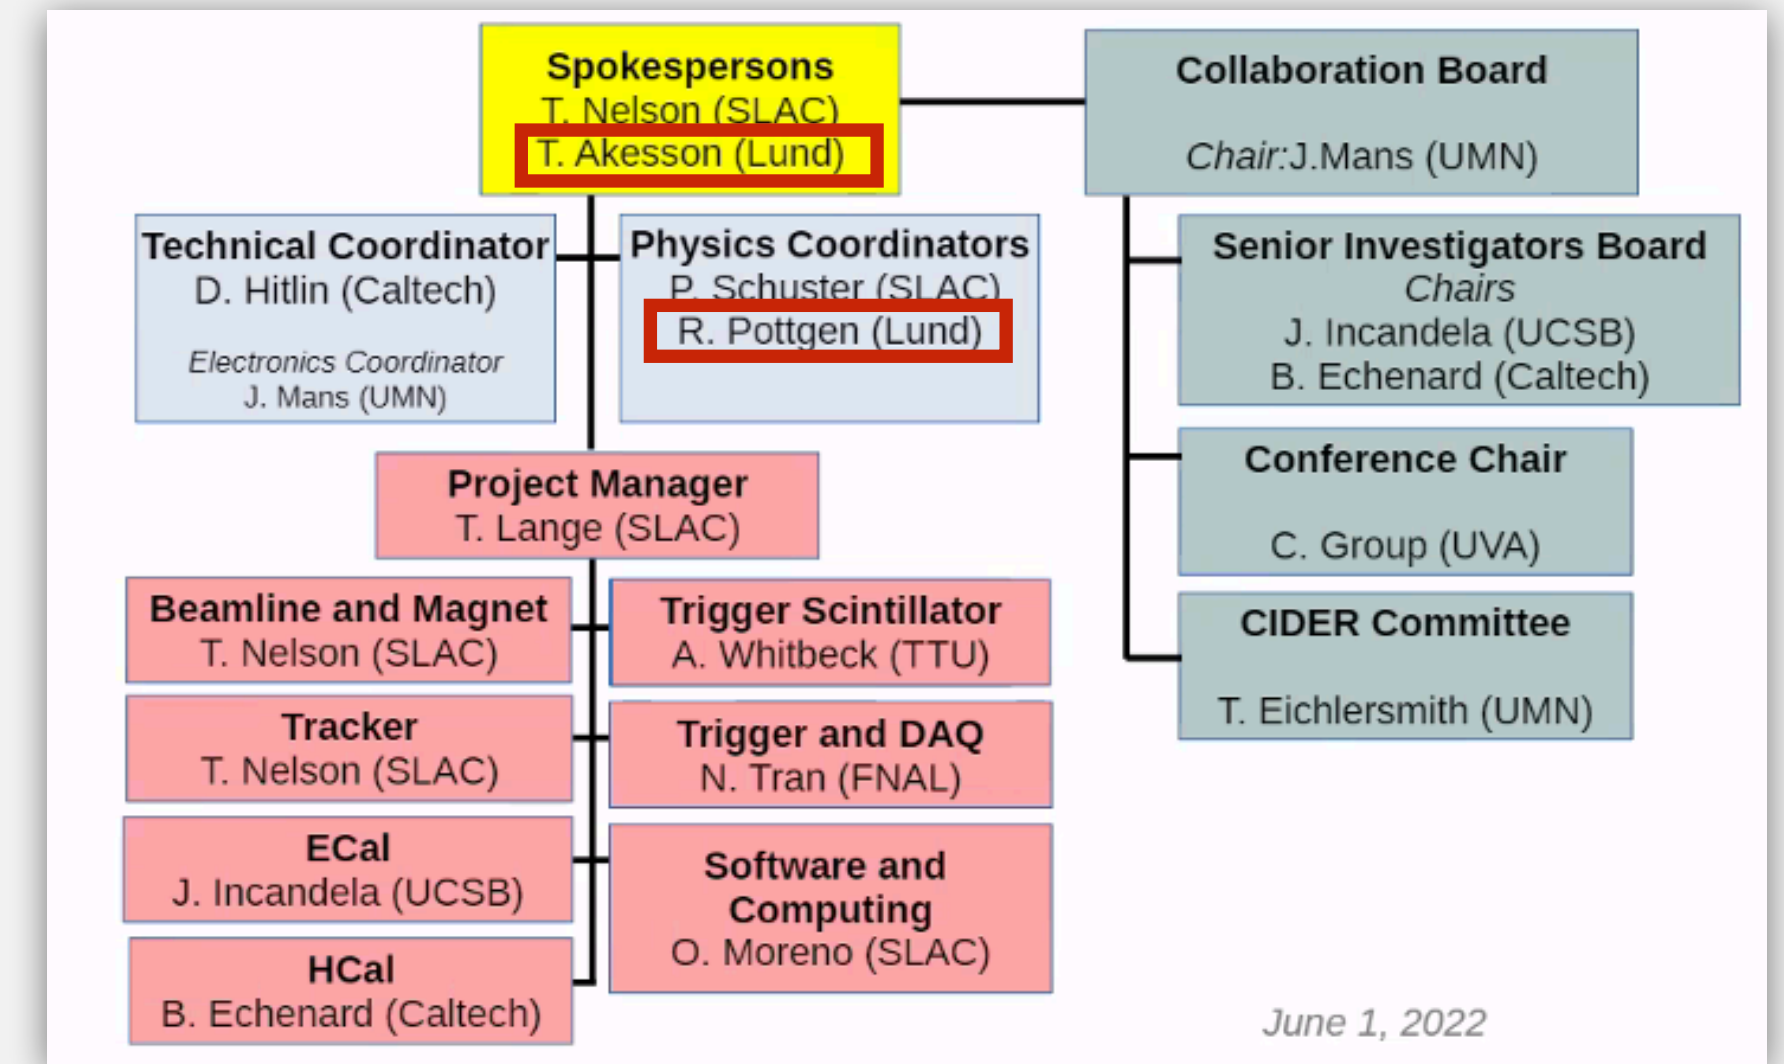 Spokespersons
T. Nelson (SLAC)
T. Akesson (Lund)
Collaboration Board
Chair:J.Mans (UMN)
Technical Coordinator
D. Hitlin (Caltech)
Electronics Coordinator
J. Mans (UMN)
Physics Coordinators
P. Schuster (SLAC)
R. Pottgen (Lund)
Senior Investigators Board
Chairs
J. Incandela (UCSB)
B. Echenard (Caltech)
Project Manager
T. Lange (SLAC)
Conference Chair
C. Group (UVA)
Beamline and Magnet
T. Nelson (SLAC)
Trigger Scintillator
A. Whitbeck (TTU)
CIDER Committee
T. Eichlersmith (UMN)
Tracker
T. Nelson (SLAC)
Trigger and DAQ
N. Tran (FNAL)
ECal
J. Incandela (UCSB)
Software and
Computing
O. Moreno (SLAC)
HCal
B. Echenard (Caltech)
June 1, 2022